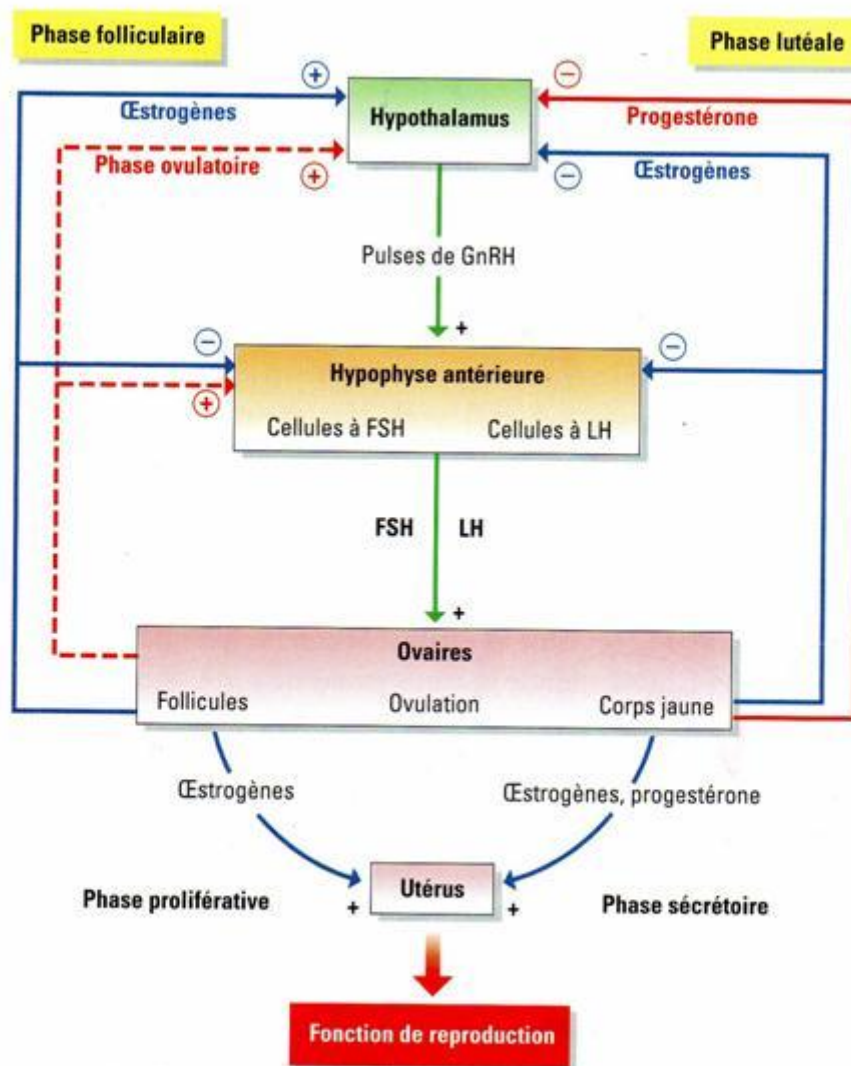 Phase folliculaire
Phase lutéale
+
−
Hypothalamus
Œstrogènes
Progestérone
Phase ovulatoire
+
−
Œstrogènes
Pulses de GnRH
+
−
−
Hypophyse antérieure
+
Cellules à FSH
Cellules à LH
FSH
LH
+
Ovaires
Follicules
Ovulation
Corps jaune
Œstrogènes
Œstrogènes, progestérone
Utérus
Phase proliférative
+
+
Phase sécrétoire
Fonction de reproduction